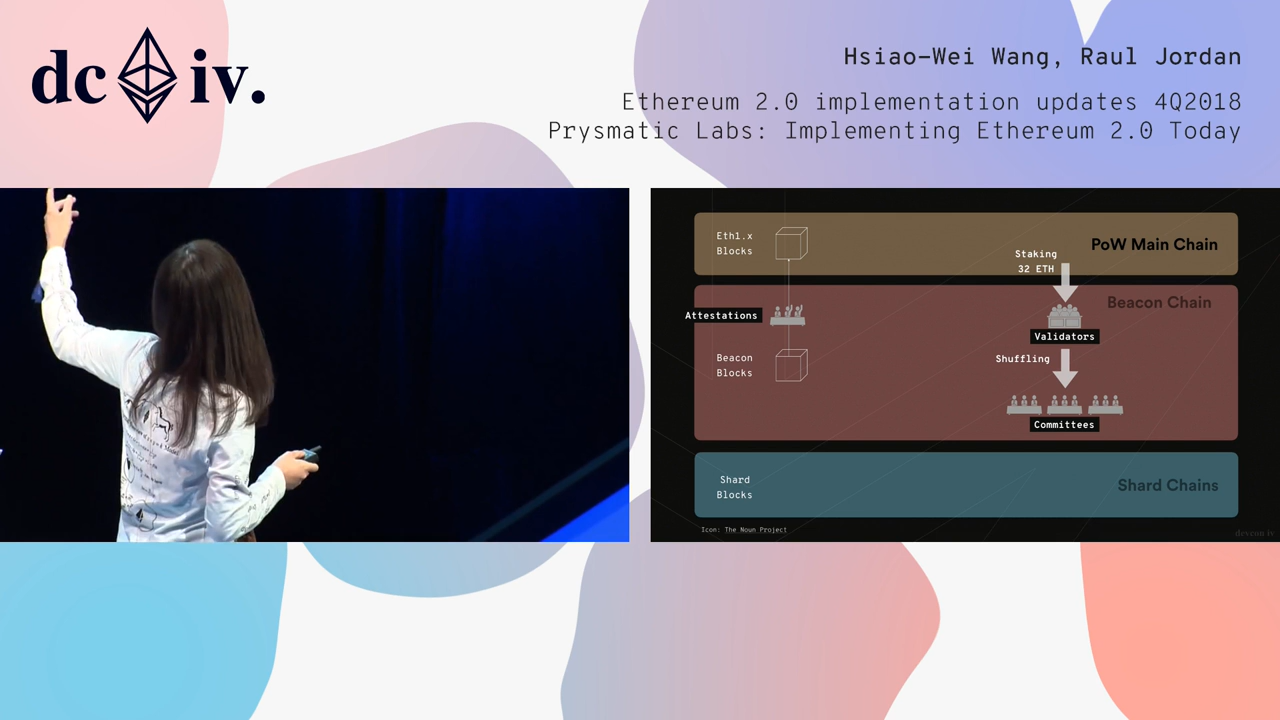 dc iv.
Hsiao-Wei Wang, Raul Jordan
Ethereum 2.0 implementation updates 4Q2018
Prysmatic Labs: Implementing Ethereum 2.0 Today
Eth1.x
Blocks
Staking
32 ETH
PoW Main Chain
Beacon Chain
Attestations
Validators
Beacon
Blocks
Shuffling
Committees
Shard
Blocks
Shard Chains
Icon: The Noun Project
devcon iv